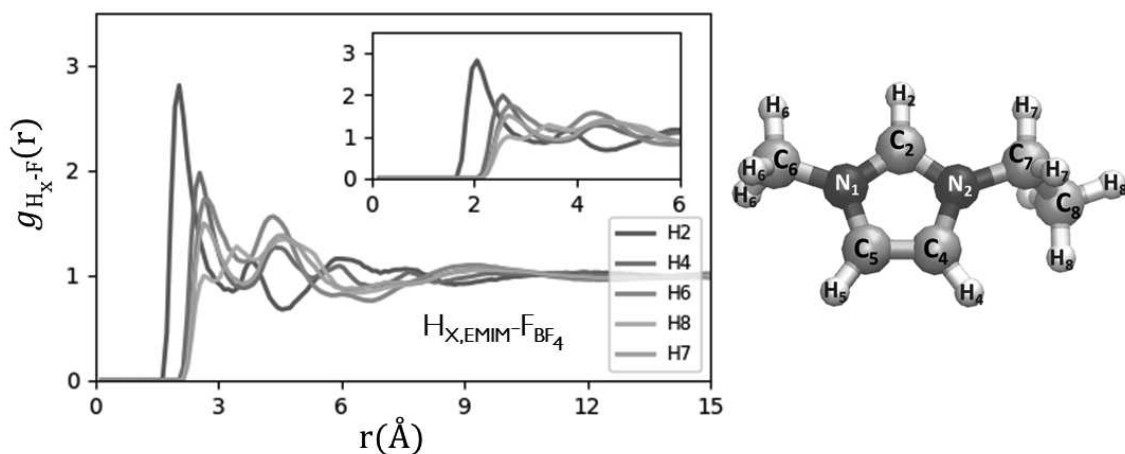 g_{H_X-F}(r)
3
2
1
0
0 3 6 9 12 15
r(Å)
3
2
1
0
0 2 4 6
H2
H4
H6
H8
H7
H_{X,EMIM}-F_{BF_4}
H₂
H₆
H₇
C₂
C₆
C₇
H₇
H₆
H₆
N₁
N₂
H₈
C₈
C₅
C₄
H₈
H₅
H₄